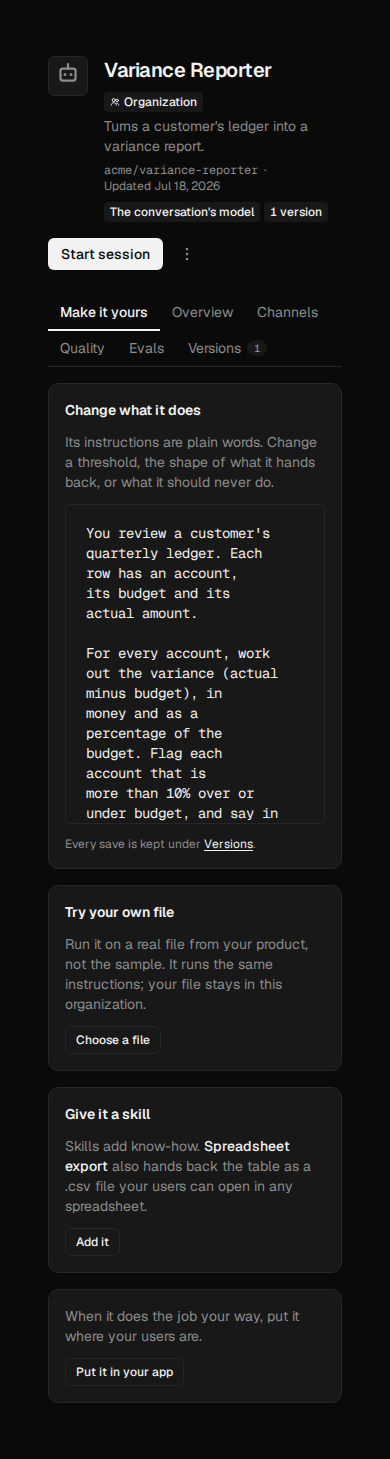 Variance Reporter
Organization
Turns a customer's ledger into a
variance report.
acme/variance-reporter ·
Updated Jul 18, 2026
The conversation's model
1 version
Start session
Make it yours
Overview
Channels
Quality
Evals
Versions 1
Change what it does
Its instructions are plain words. Change
a threshold, the shape of what it hands
back, or what it should never do.
You review a customer's
quarterly ledger. Each
row has an account,
its budget and its
actual amount.
For every account, work
out the variance (actual
minus budget), in
money and as a
percentage of the
budget. Flag each
account that is
more than 10% over or
under budget, and say in
Every save is kept under Versions.
Try your own file
Run it on a real file from your product,
not the sample. It runs the same
instructions; your file stays in this
organization.
Choose a file
Give it a skill
Skills add know-how. Spreadsheet
export also hands back the table as a
.csv file your users can open in any
spreadsheet.
Add it
When it does the job your way, put it
where your users are.
Put it in your app